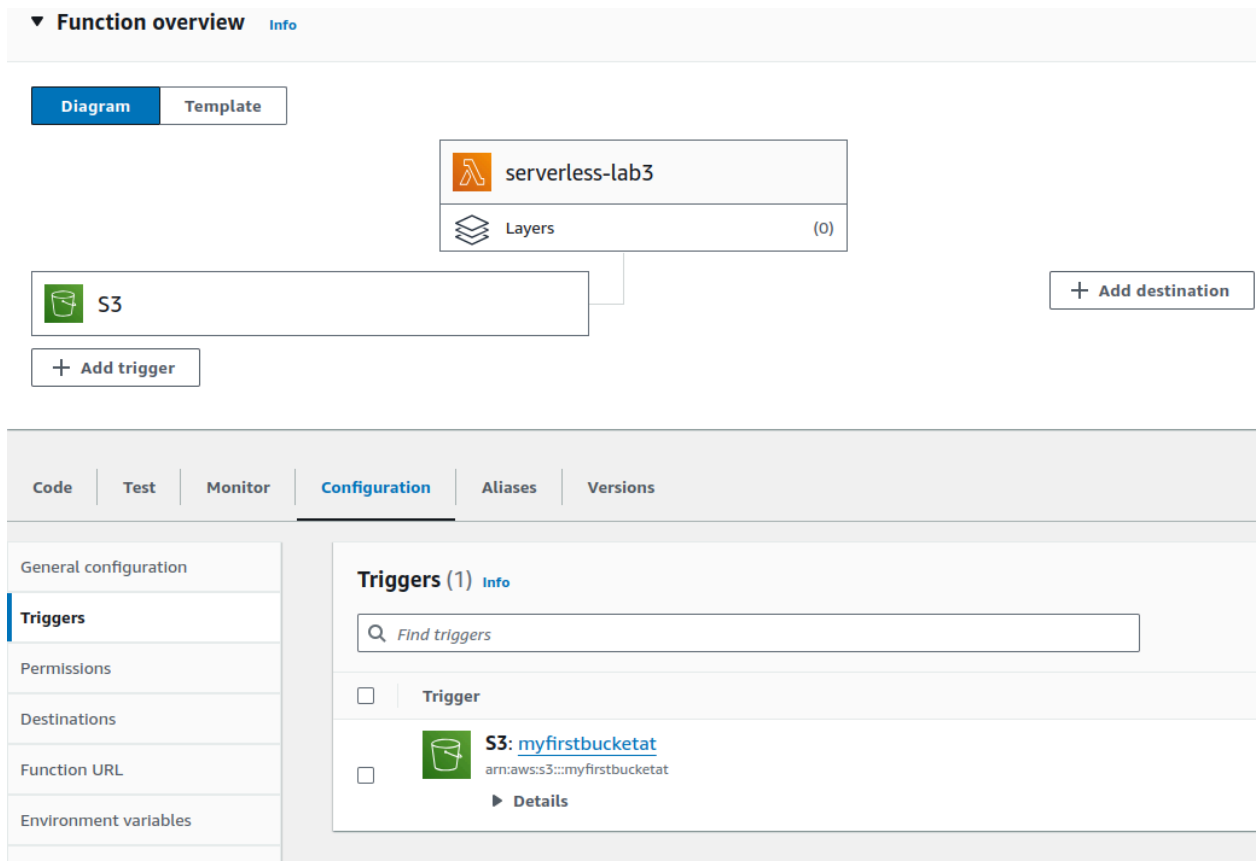 Function overview Info
Diagram Template
serverless-lab3
Layers (0)
S3
+ Add destination
+ Add trigger
Code Test Monitor Configuration Aliases Versions
General configuration
Triggers
Permissions
Destinations
Function URL
Environment variables
Triggers (1) Info
Find triggers
Trigger
S3: myfirstbucketat
arn:aws:s3:::myfirstbucketat
Details